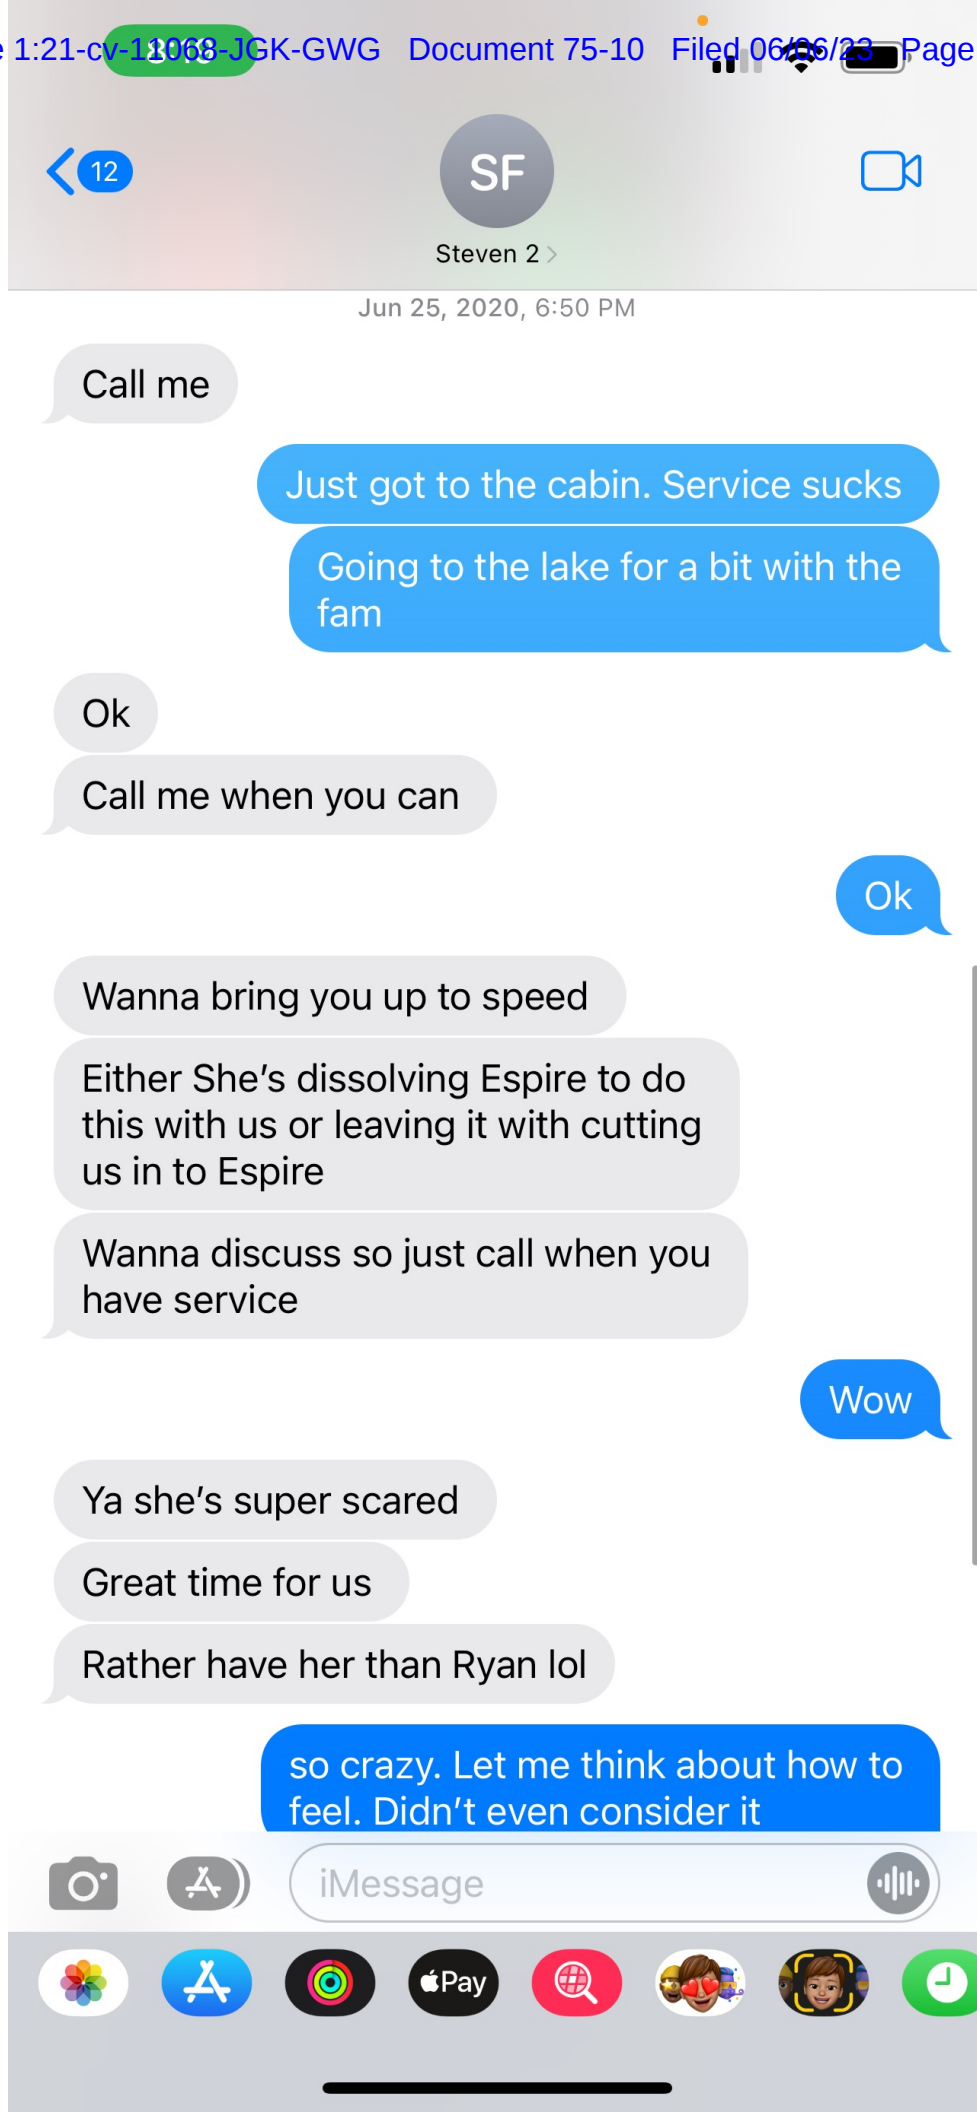 1:21-cv-11068-JGK-GWG Document 75-10 Filed 06/06/23 Page
12
SF
Steven 2
Jun 25, 2020, 6:50 PM
Call me
Just got to the cabin. Service sucks
Going to the lake for a bit with the
fam
Ok
Call me when you can
Ok
Wanna bring you up to speed
Either She's dissolving Espire to do
this with us or leaving it with cutting
us in to Espire
Wanna discuss so just call when you
have service
Wow
Ya she's super scared
Great time for us
Rather have her than Ryan lol
so crazy. Let me think about how to
feel. Didn't even consider it
iMessage
Pay